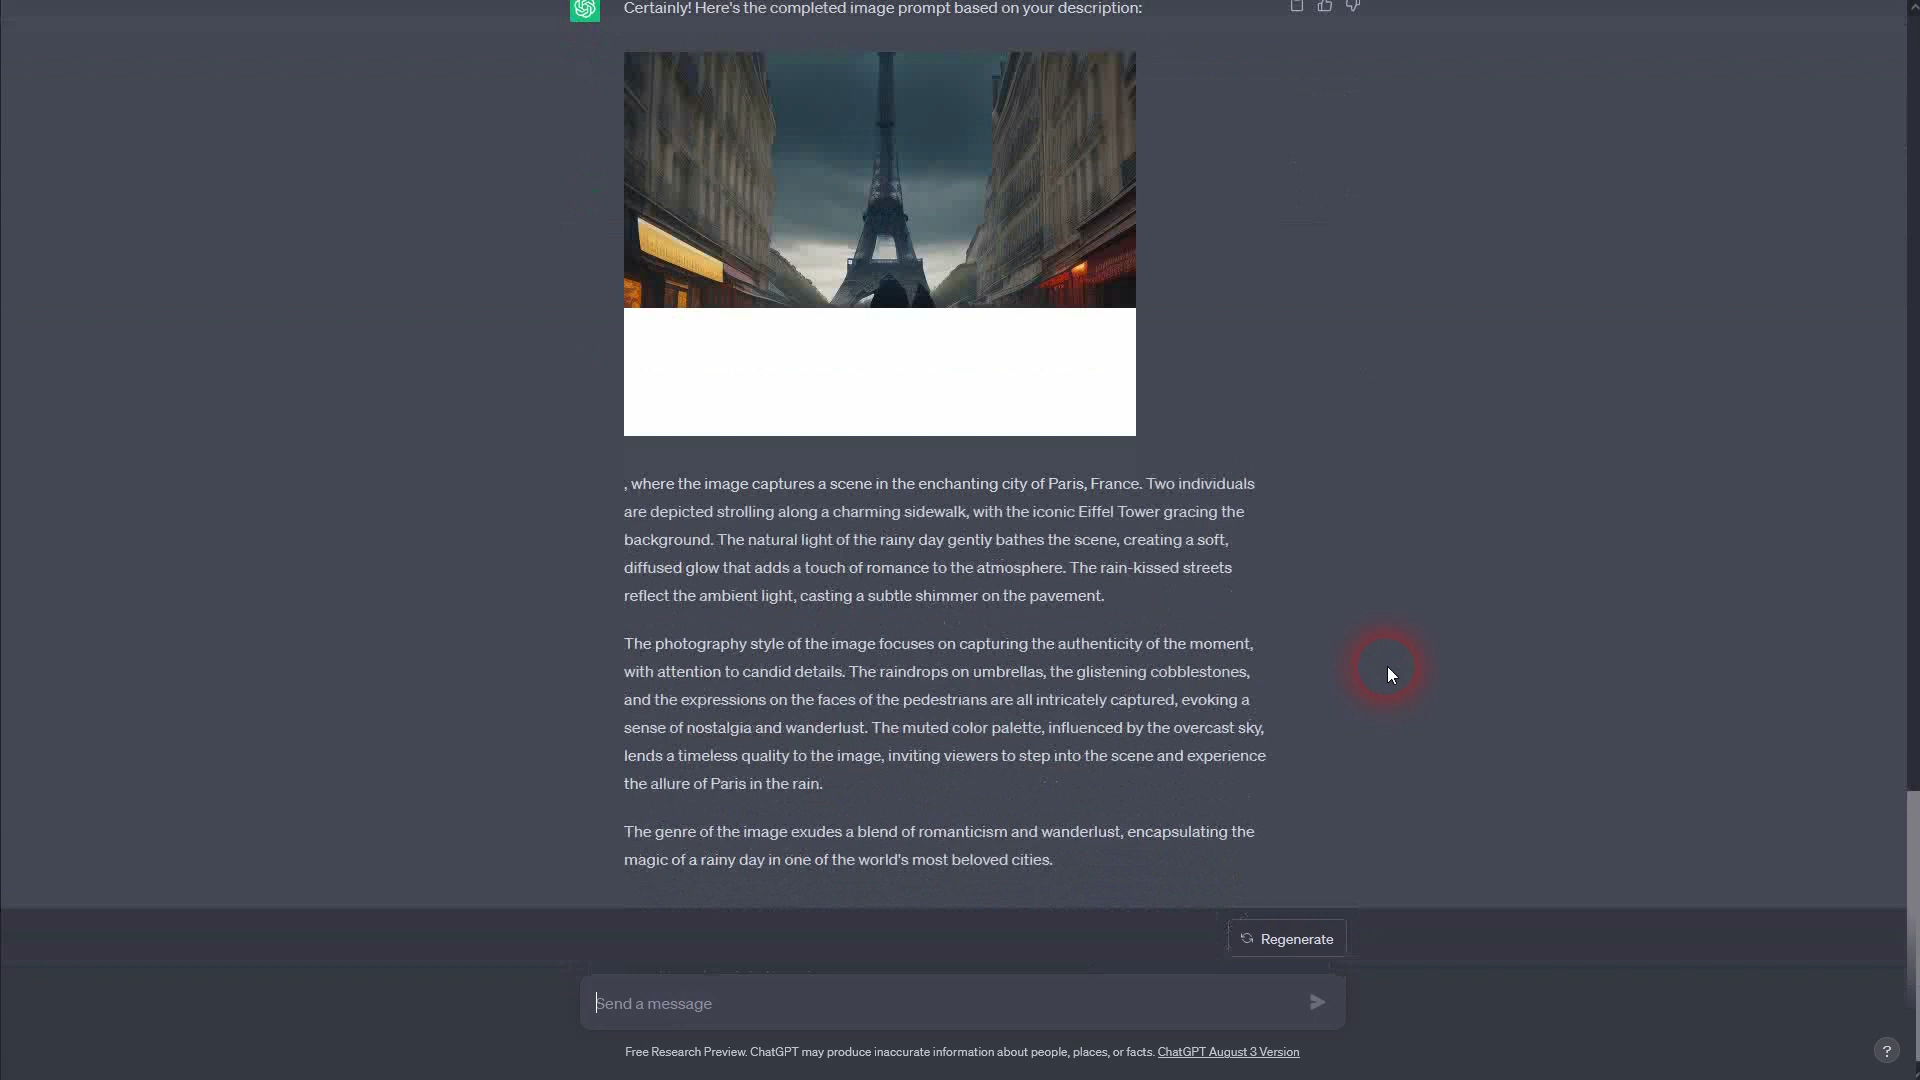 Certainly! Here's the completed image prompt based on your description:
, where the image captures a scene in the enchanting city of Paris, France. Two individuals
are depicted strolling along a charming sidewalk, with the iconic Eiffel Tower gracing the
background. The natural light of the rainy day gently bathes the scene, creating a soft,
diffused glow that adds a touch of romance to the atmosphere. The rain-kissed streets
reflect the ambient light, casting a subtle shimmer on the pavement.
The photography style of the image focuses on capturing the authenticity of the moment,
with attention to candid details. The raindrops on umbrellas, the glistening cobblestones,
and the expressions on the faces of the pedestrians are all intricately captured, evoking a
sense of nostalgia and wanderlust. The muted color palette, influenced by the overcast sky,
lends a timeless quality to the image, inviting viewers to step into the scene and experience
the allure of Paris in the rain.
The genre of the image exudes a blend of romanticism and wanderlust, encapsulating the
magic of a rainy day in one of the world's most beloved cities.
Regenerate
Send a message
Free Research Preview. ChatGPT may produce inaccurate information about people, places, or facts. ChatGPT August 3 Version
?